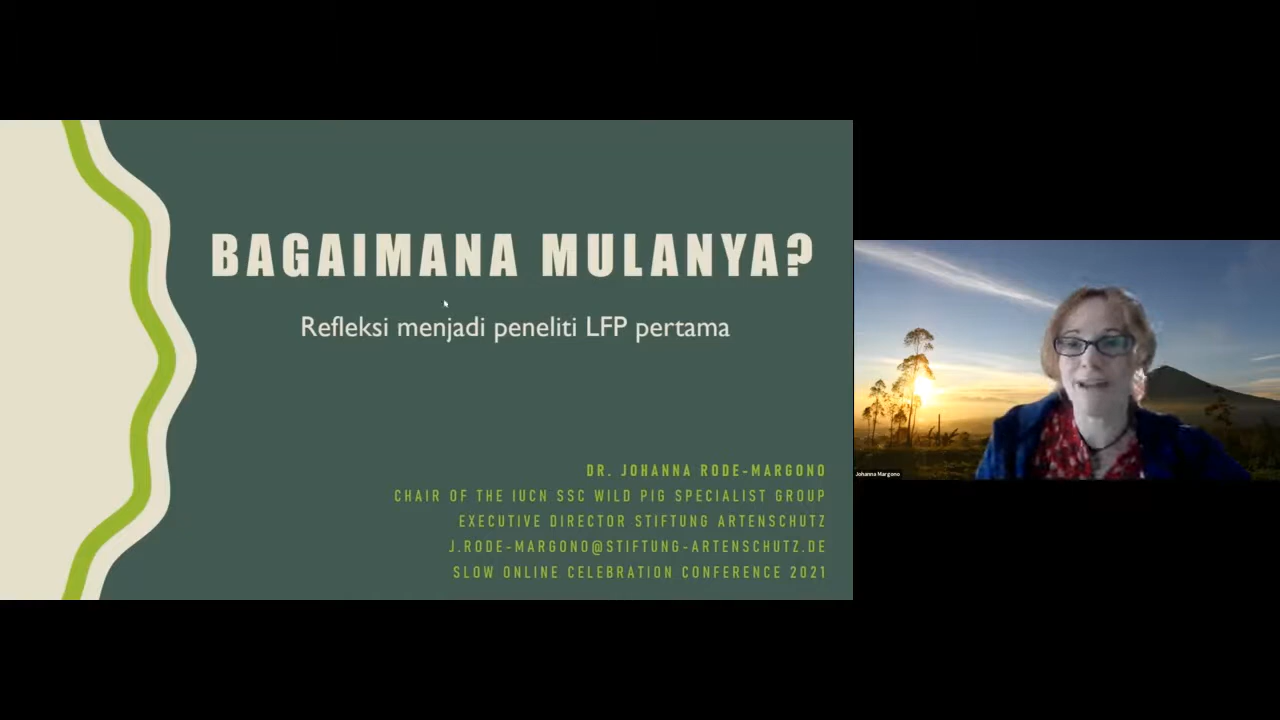 BAGAIMANA MULANYA?
Refleksi menjadi peneliti LFP pertama
DR. JOHANNA RODE-MARGONO
CHAIR OF THE IUCN SSC WILD PIG SPECIALIST GROUP
EXECUTIVE DIRECTOR STIFTUNG ARTENSCHUTZ
J.RODE-MARGONO@STIFTUNG-ARTENSCHUTZ.DE
SLOW ONLINE CELEBRATION CONFERENCE 2021
Johanna Margono